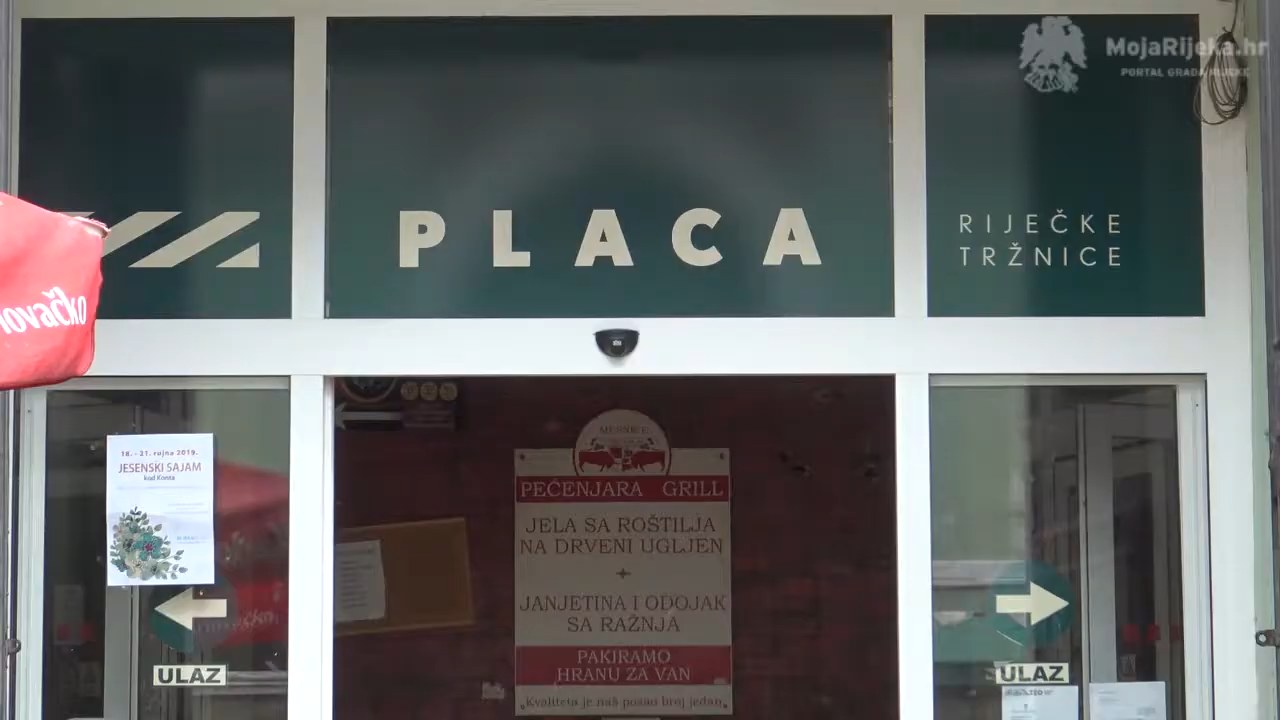 MojaRijeka.hr
PORTAL GRADA RIJEKE
PLACA
RIJEČKE
TRŽNICE
lovačko
18. - 21. rujna 2019.
JESENSKI SAJAM
kod Konta
MESNICE
PEČENJARA GRILL
JELA SA ROŠTILJA
NA DRVENI UGLJEN
JANJETINA I ODOJAK
SA RAŽNJA
PAKIRAMO
HRANU ZA VAN
Kvaliteta je naš posao broj jedan
ULAZ
ULAZ